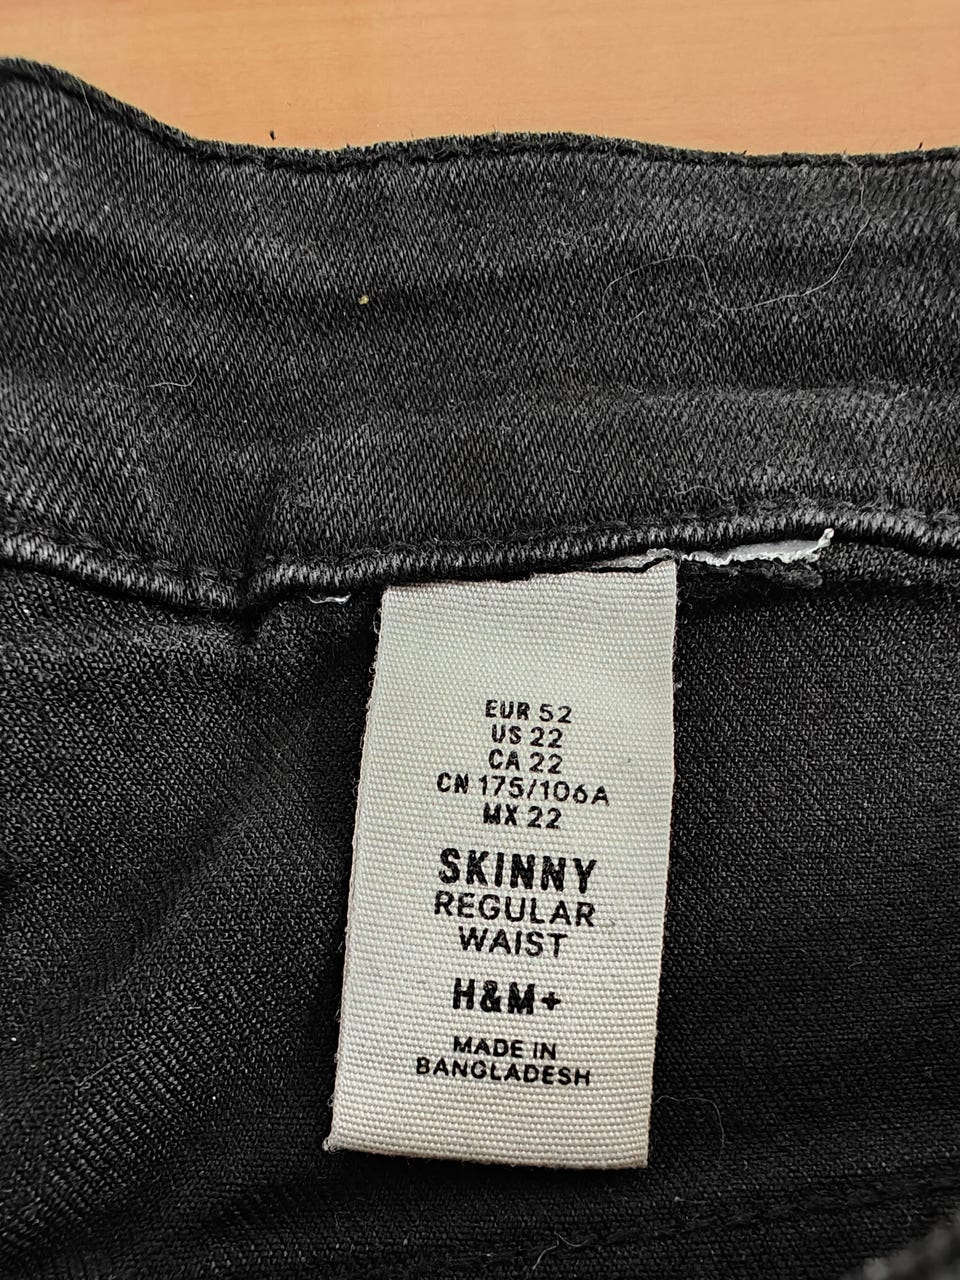 EUR 52
US 22
CA 22
CN 175/106A
MX 22
SKINNY
REGULAR
WAIST
H&M+
MADE IN
BANGLADESH